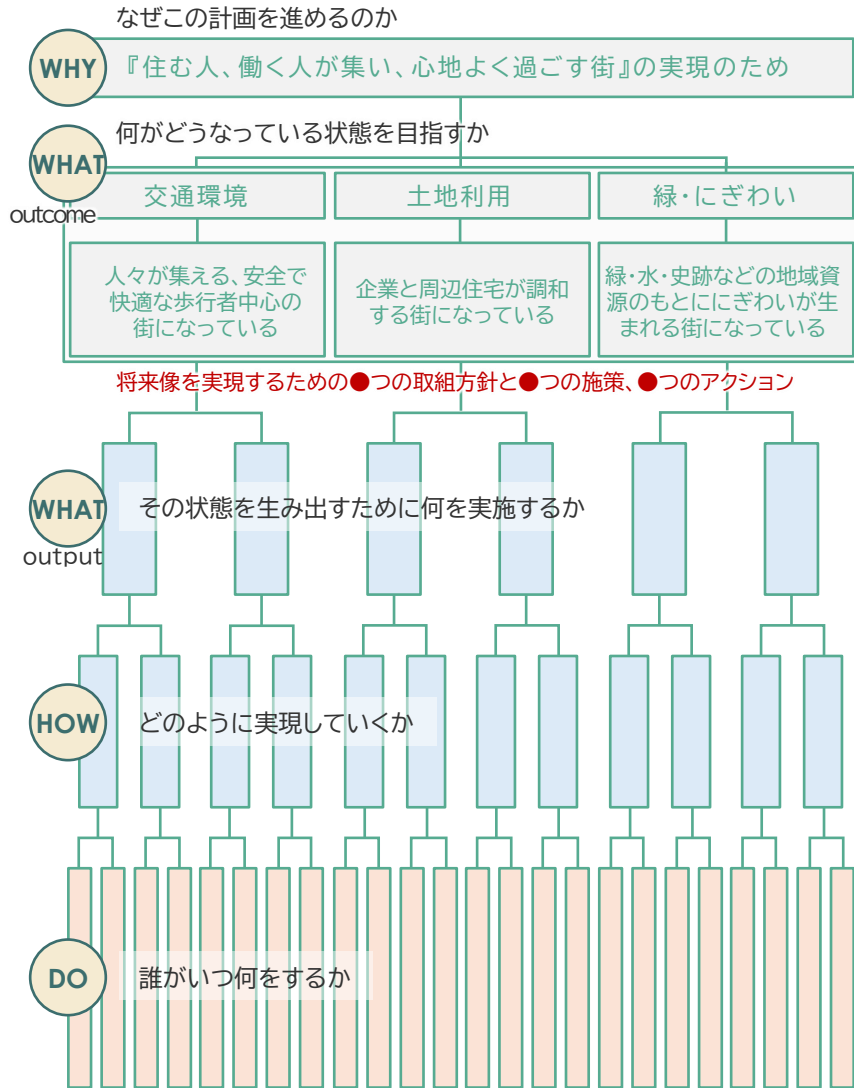 なぜこの計画を進めるのか
WHY
『住む人、働く人が集い、心地よく過ごす街』の実現のため
何がどうなっている状態を目指すか
WHAT
outcome
交通環境
土地利用
緑・にぎわい
人々が集える、安全で
快適な歩行者中心の
街になっている
企業と周辺住宅が調和
する街になっている
緑・水・史跡などの地域資
源のもとににぎわいが生
まれる街になっている
将来像を実現するための●つの取組方針と●つの施策、●つのアクション
WHAT
output
その状態を生み出すために何を実施するか
HOW
どのように実現していくか
DO
誰がいつ何をするか